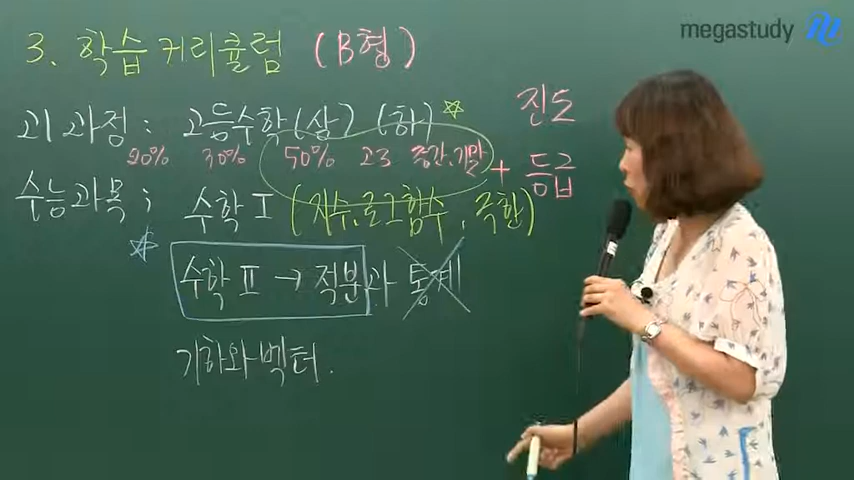 megastudy
3. 학습 커리큘럼 (B형)
고1 과정 : 고등수학(상) (하) 진도
20% 30% 50% 23 중간.기말 + 등급
수능과목 ; 수학 I (지수.로그함수, 극한)
수학 II → 적분과 통계
기하와 벡터.